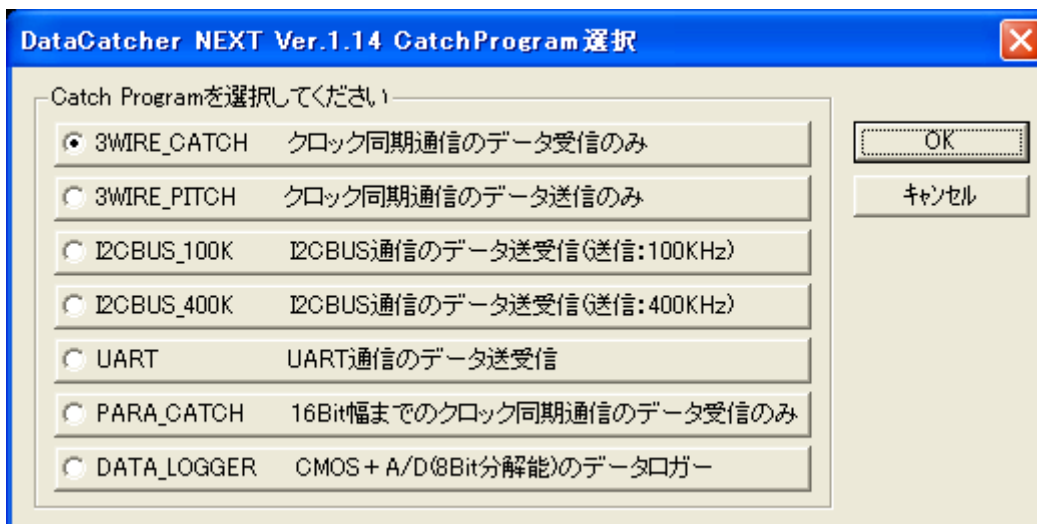 DataCatcher NEXT Ver.1.14 CatchProgram選択
Catch Programを選択してください
3WIRE_CATCH クロック同期通信のデータ受信のみ
OK
3WIRE_PITCH クロック同期通信のデータ送信のみ
キャンセル
I2CBUS_100K I2CBUS通信のデータ送受信(送信:100KHz)
I2CBUS_400K I2CBUS通信のデータ送受信(送信:400KHz)
UART UART通信のデータ送受信
PARA_CATCH 16Bit幅までのクロック同期通信のデータ受信のみ
DATA_LOGGER CMOS+A/D(8Bit分解能)のデータロガー